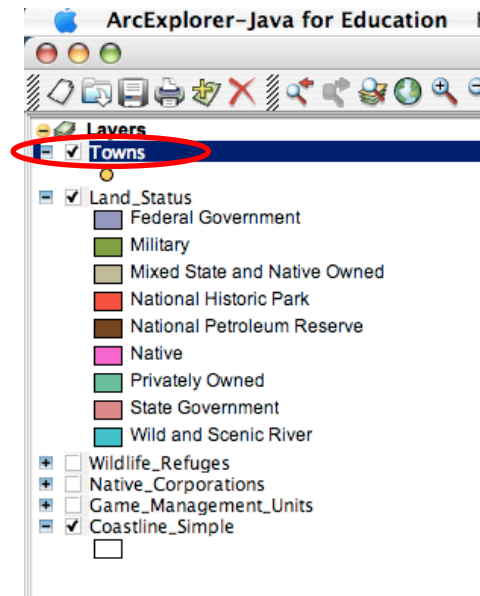 ArcExplorer-Java for Education
Layers
Towns
Land_Status
Federal Government
Military
Mixed State and Native Owned
National Historic Park
National Petroleum Reserve
Native
Privately Owned
State Government
Wild and Scenic River
Wildlife_Refuges
Native_Corporations
Game_Management_Units
Coastline_Simple